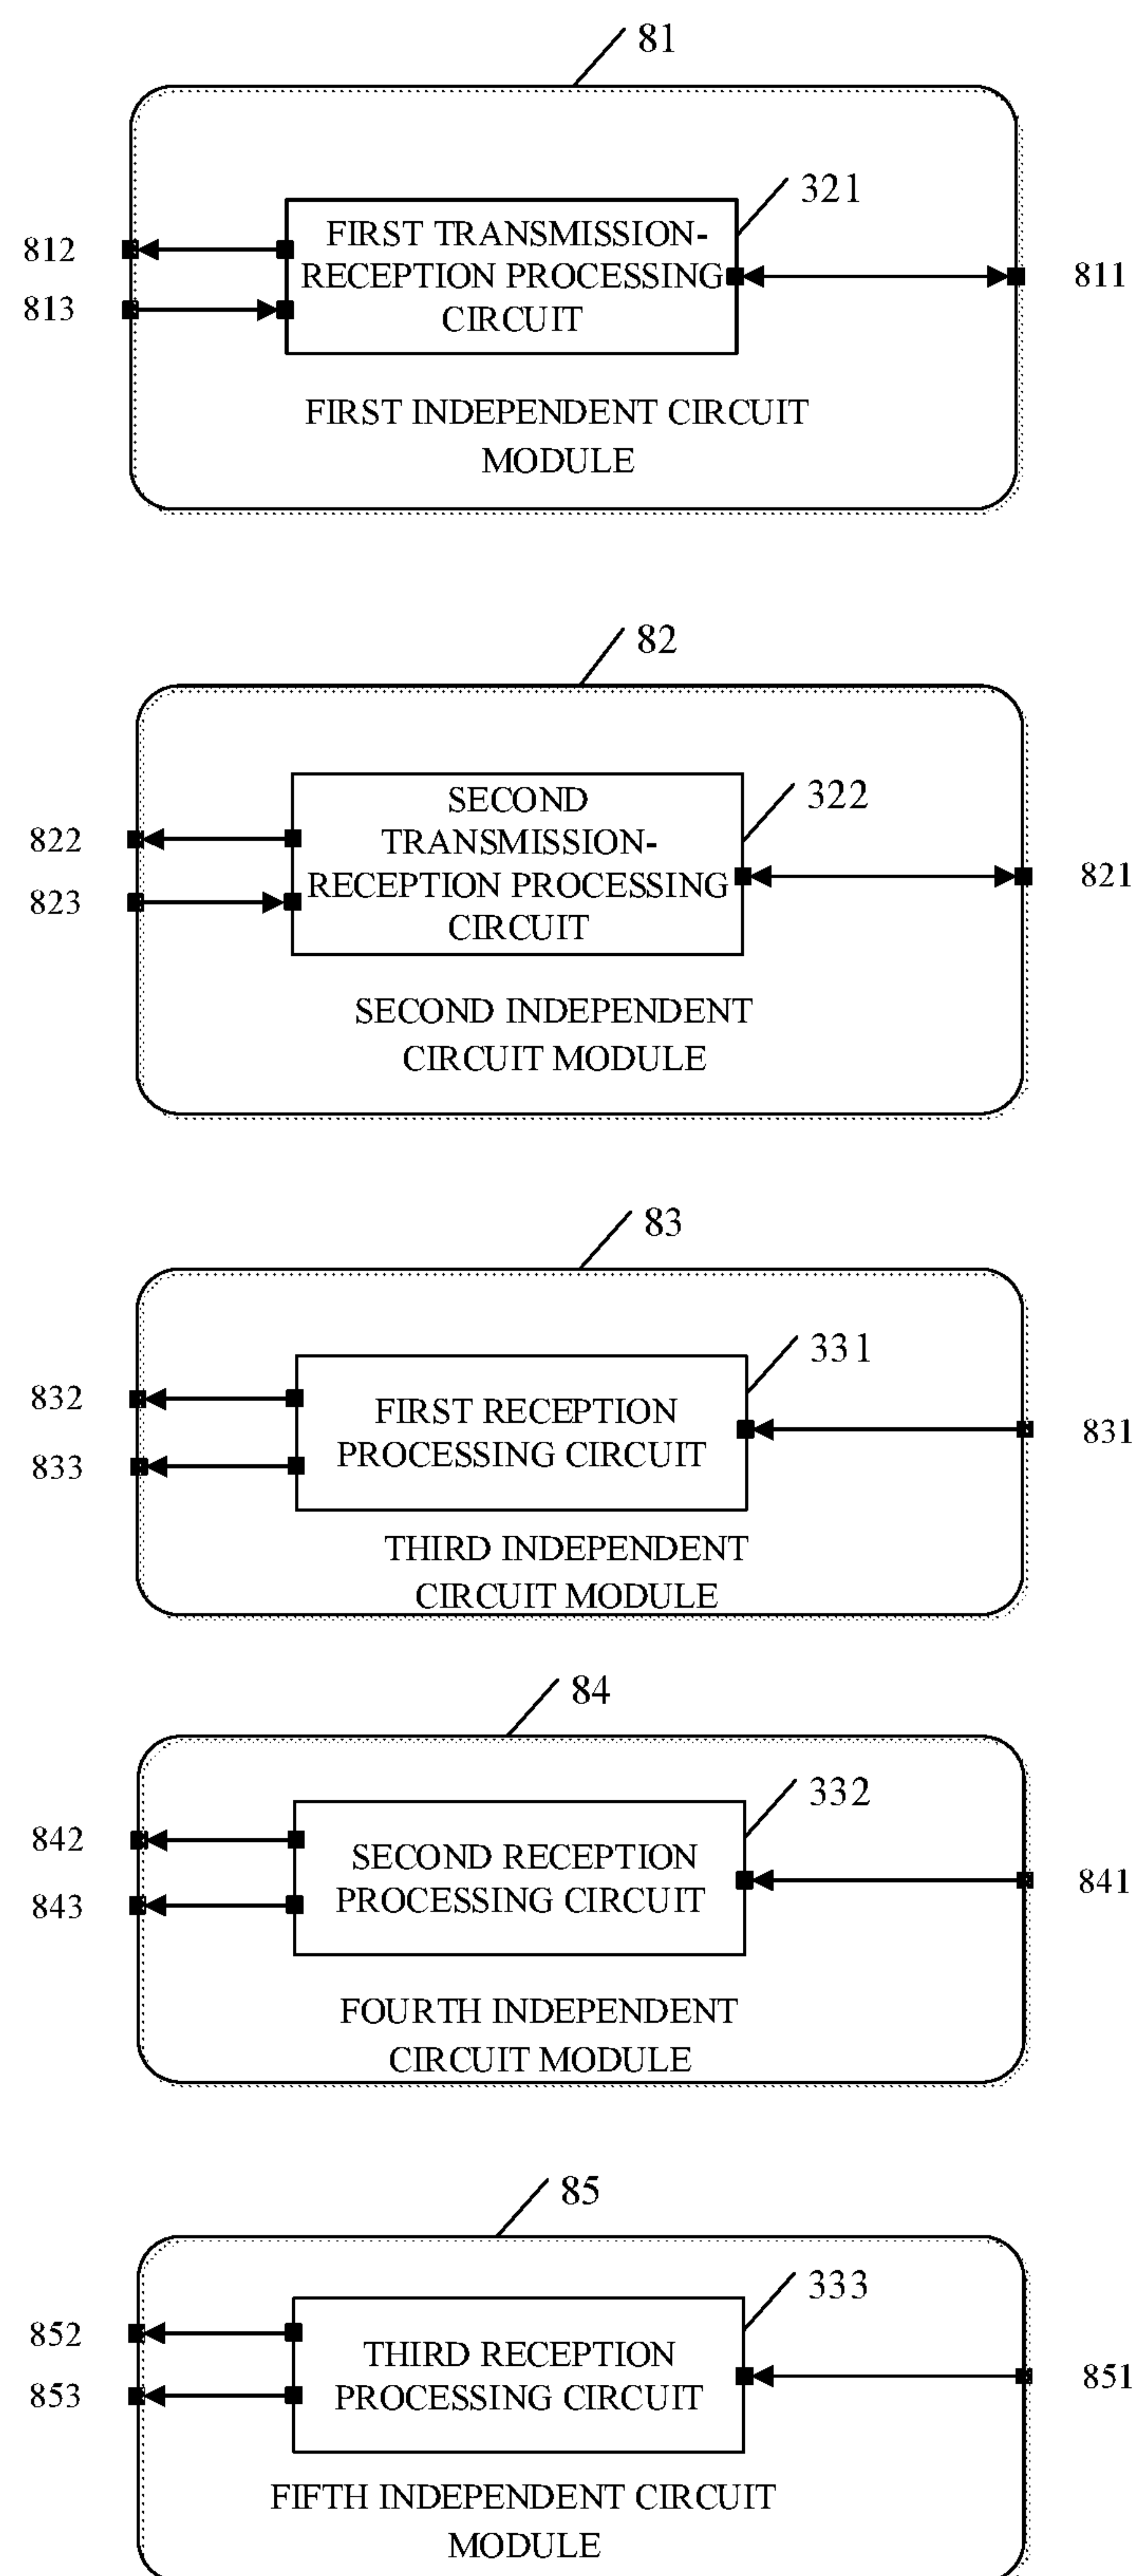 81
321
FIRST TRANSMISSION-
RECEPTION PROCESSING
CIRCUIT
812
813
811
FIRST INDEPENDENT CIRCUIT
MODULE
82
322
SECOND
TRANSMISSION-
RECEPTION PROCESSING
CIRCUIT
822
823
821
SECOND INDEPENDENT
CIRCUIT MODULE
83
331
FIRST RECEPTION
PROCESSING CIRCUIT
832
833
831
THIRD INDEPENDENT
CIRCUIT MODULE
84
332
SECOND RECEPTION
PROCESSING CIRCUIT
842
843
841
FOURTH INDEPENDENT
CIRCUIT MODULE
85
333
THIRD RECEPTION
PROCESSING CIRCUIT
852
853
851
FIFTH INDEPENDENT CIRCUIT
MODULE